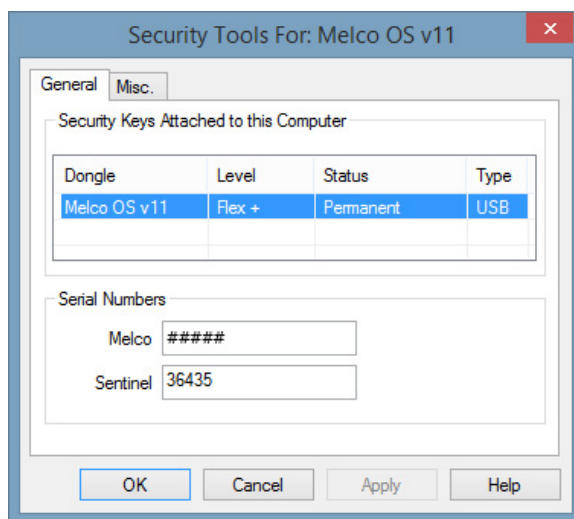 Security Tools For: Melco OS v11
General Misc.
Security Keys Attached to this Computer
Dongle Level Status Type
Melco OS v11 Flex + Permanent USB
Serial Numbers
Melco #####
Sentinel 36435
OK Cancel Apply Help